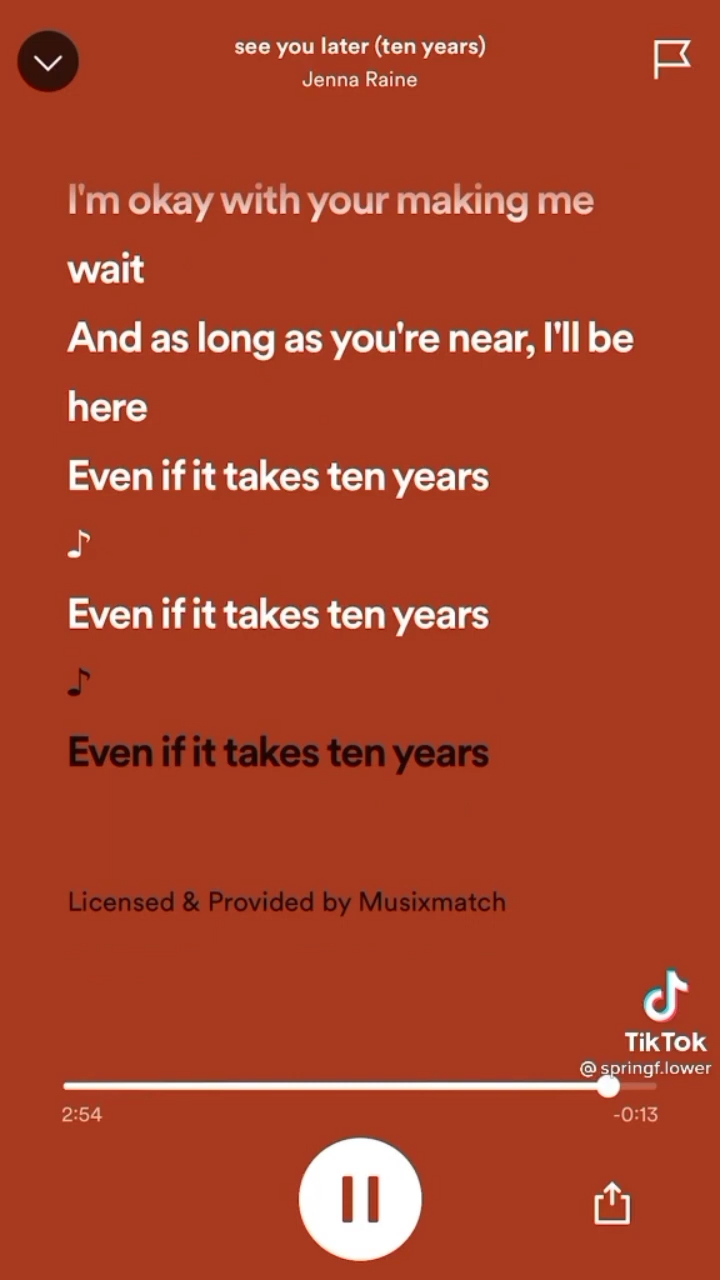 see you later (ten years)
Jenna Raine
I'm okay with your making me
wait
And as long as you're near, I'll be
here
Even if it takes ten years
♪
Even if it takes ten years
♪
Even if it takes ten years
Licensed & Provided by Musixmatch
TikTok
@springf.lower
2:54
-0:13